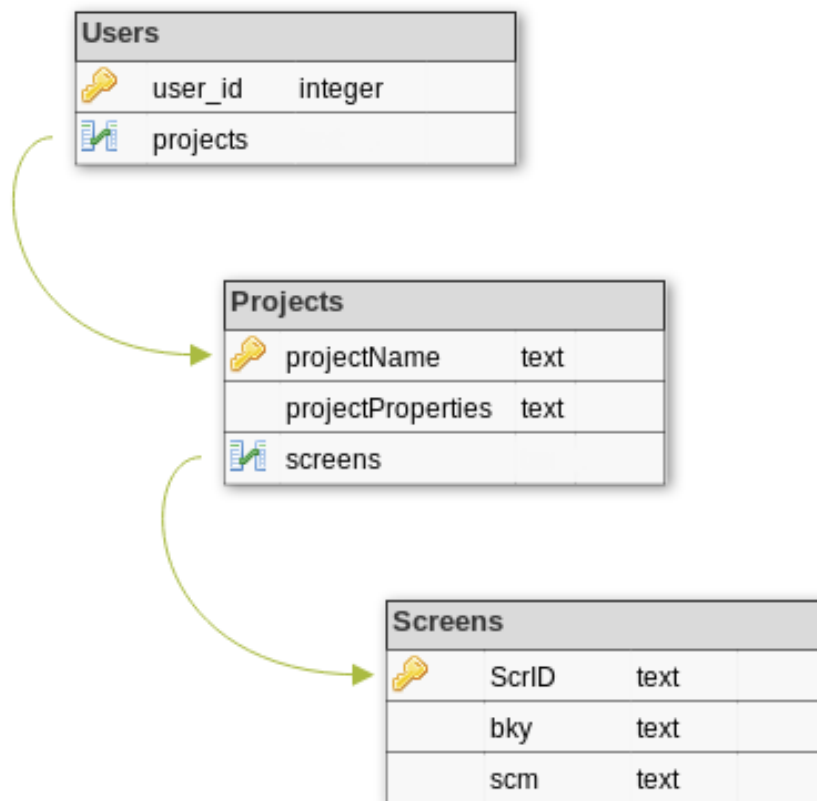 Users
user_id integer
projects
Projects
projectName text
projectProperties text
screens
Screens
ScrID text
bky text
scm text